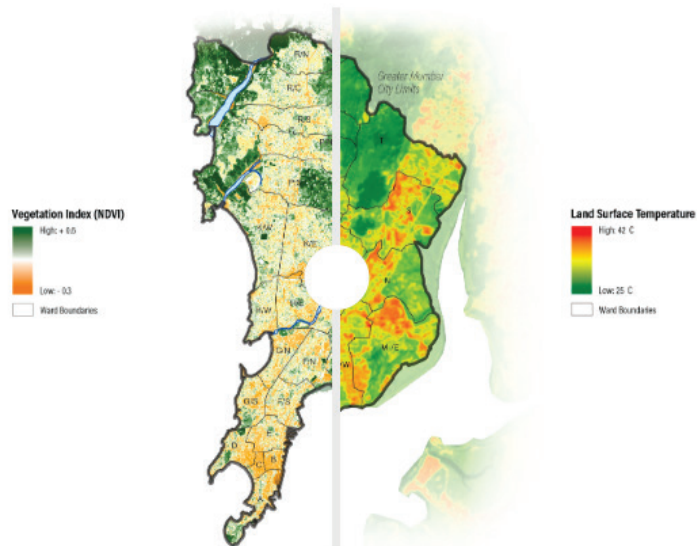 Greater Mumbai
City Limits
R/N
R/C
Vegetation Index (NDVI)
High: + 0.6
Low: - 0.3
Ward Boundaries
Land Surface Temperature
High: 42 C
Low: 25 C
Ward Boundaries
T
S
K/W
K/E
N
H/W
M/E
G/N
G/S
F/S
E
D
C
B
A